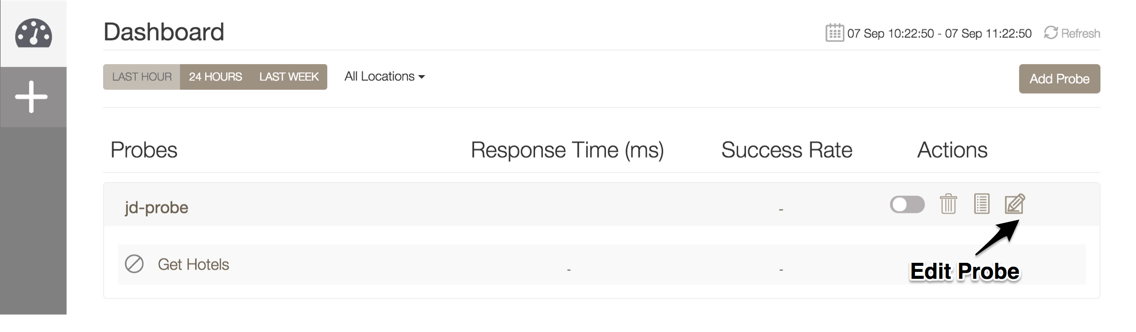 Dashboard
07 Sep 10:22:50 - 07 Sep 11:22:50 Refresh
LAST HOUR 24 HOURS LAST WEEK All Locations Add Probe
Probes Response Time (ms) Success Rate Actions
jd-probe -
Get Hotels - -
Edit Probe